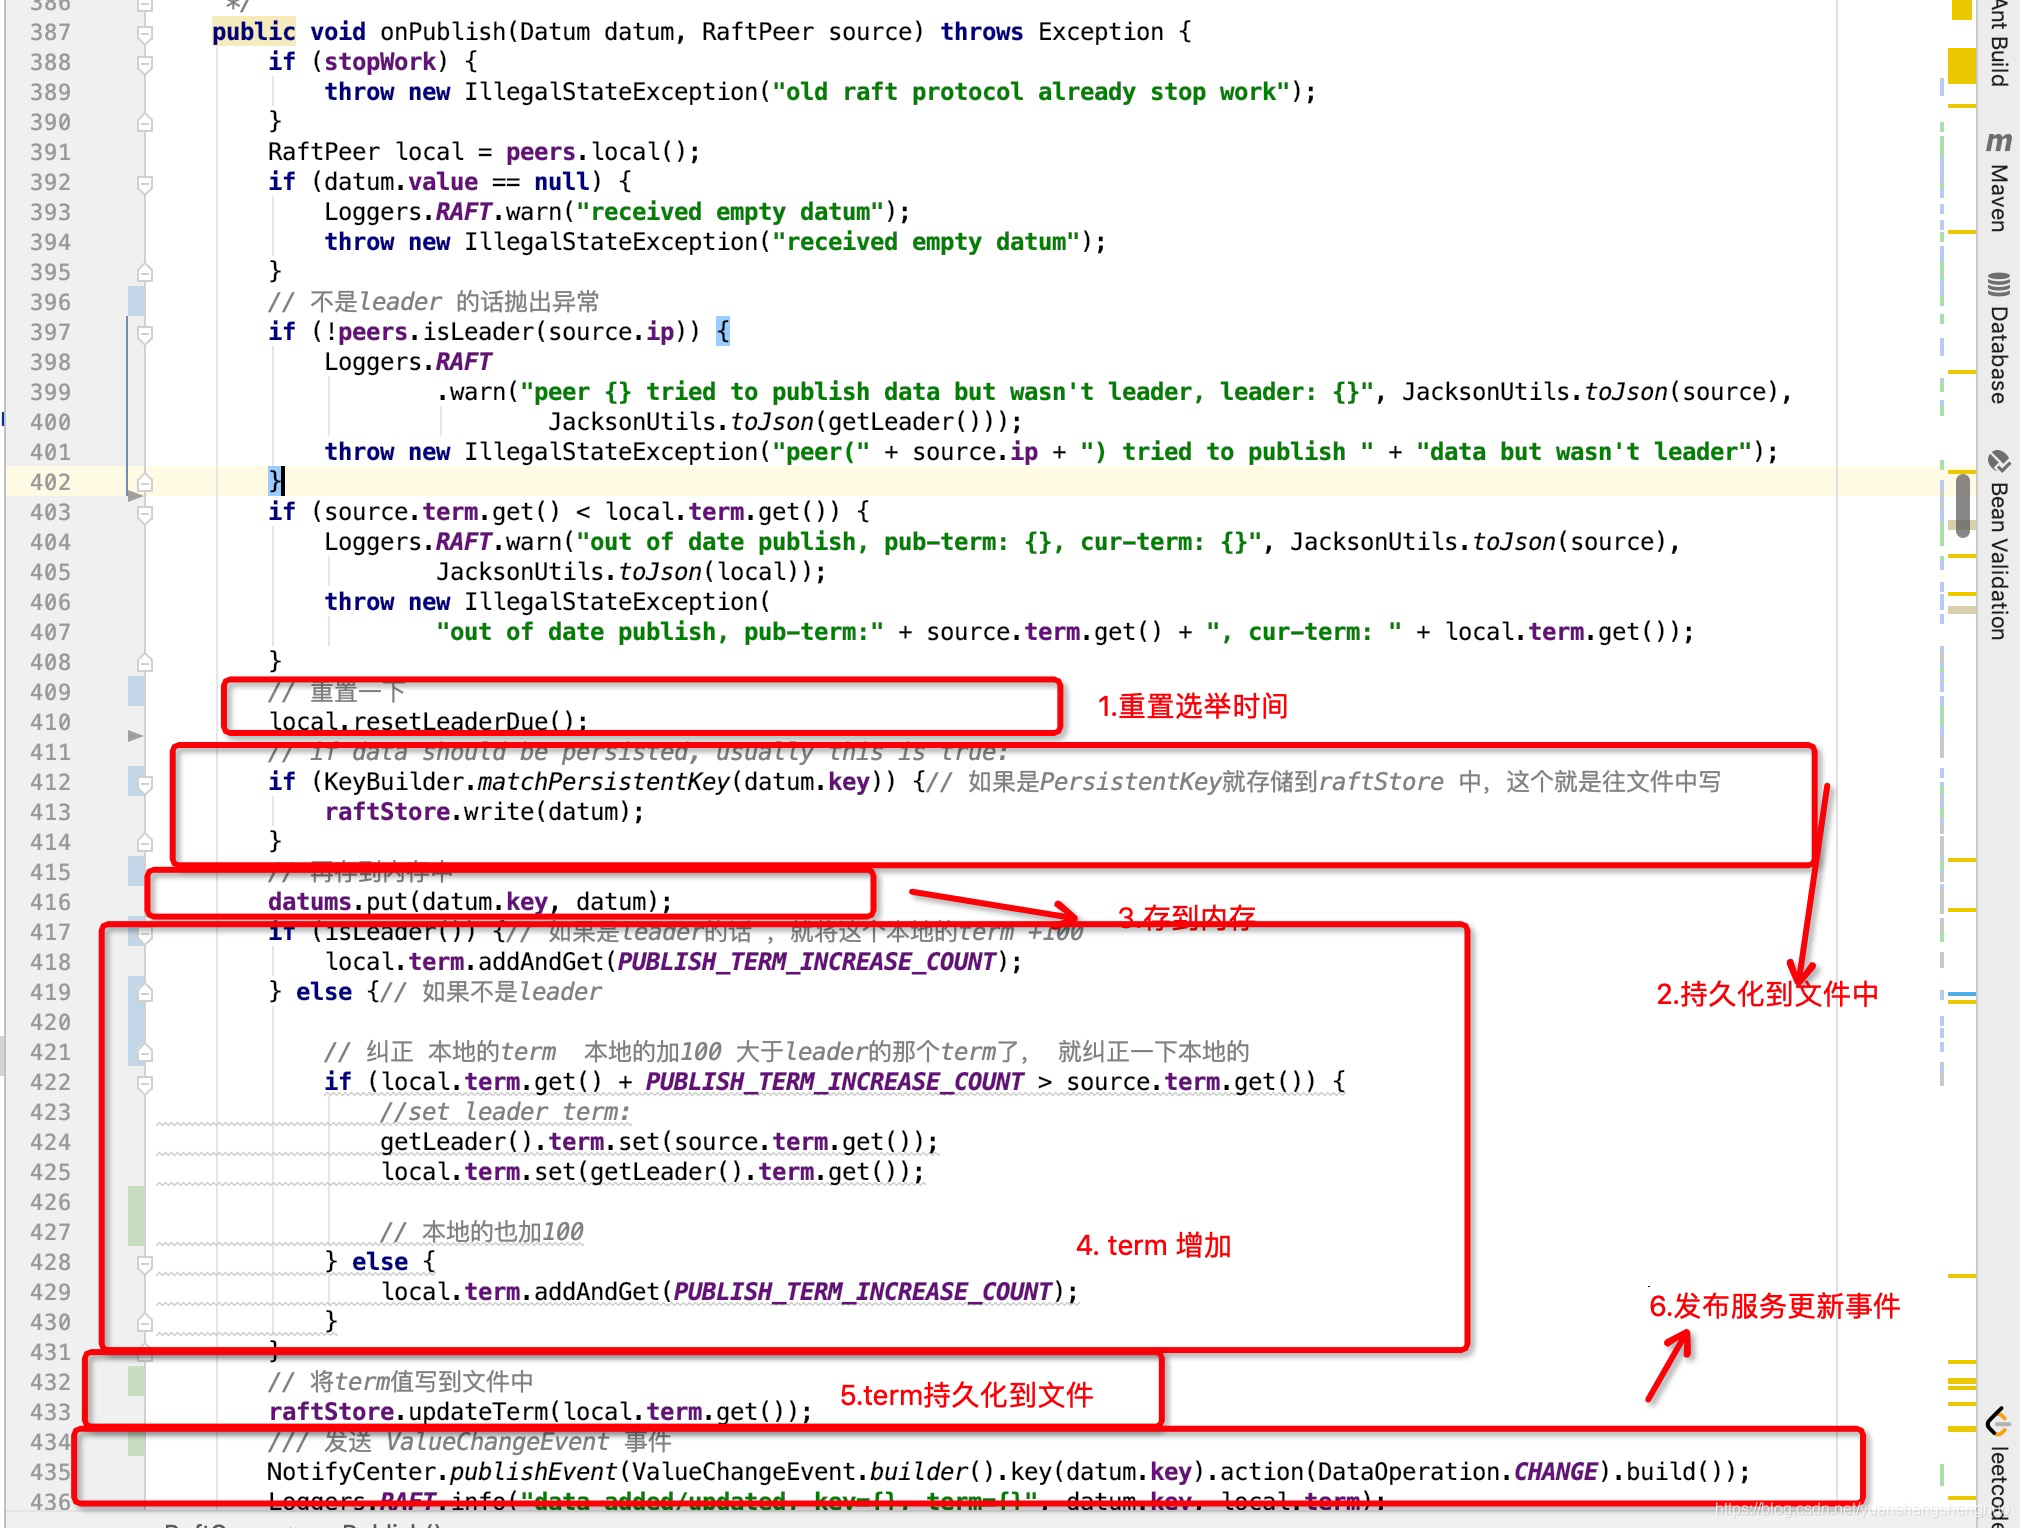 386 */
387 public void onPublish(Datum datum, RaftPeer source) throws Exception {
388 if (stopWork) {
389 throw new IllegalStateException("old raft protocol already stop work");
390 }
391 RaftPeer local = peers.local();
392 if (datum.value == null) {
393 Loggers.RAFT.warn("received empty datum");
394 throw new IllegalStateException("received empty datum");
395 }
396 // 不是leader 的话抛出异常
397 if (!peers.isLeader(source.ip)) {
398 Loggers.RAFT
399 .warn("peer {} tried to publish data but wasn't leader, leader: {}", JacksonUtils.toJson(source),
400 JacksonUtils.toJson(getLeader()));
401 throw new IllegalStateException("peer(" + source.ip + ") tried to publish " + "data but wasn't leader");
402 }
403 if (source.term.get() < local.term.get()) {
404 Loggers.RAFT.warn("out of date publish, pub-term: {}, cur-term: {}", JacksonUtils.toJson(source),
405 JacksonUtils.toJson(local));
406 throw new IllegalStateException(
407 "out of date publish, pub-term:" + source.term.get() + ", cur-term: " + local.term.get());
408 }
409 // 重置一下
1.重置选举时间
410 local.resetLeaderDue();
411 // if data should be persisted, usually this is true:
412 if (KeyBuilder.matchPersistentKey(datum.key)) {// 如果是PersistentKey就存储到raftStore 中，这个就是往文件中写
413 raftStore.write(datum);
414 }
415 // 再存到内存中
416 datums.put(datum.key, datum);
3.存到内存
417 if (isLeader()) {// 如果是leader的话 ，就将这个本地的term +100
418 local.term.addAndGet(PUBLISH_TERM_INCREASE_COUNT);
419 } else {// 如果不是leader
2.持久化到文件中
420
421 // 纠正 本地的term 本地的加100 大于leader的那个term了， 就纠正一下本地的
422 if (local.term.get() + PUBLISH_TERM_INCREASE_COUNT > source.term.get()) {
423 //set leader term:
424 getLeader().term.set(source.term.get());
425 local.term.set(getLeader().term.get());
426
427 // 本地的也加100
4. term 增加
428 } else {
429 local.term.addAndGet(PUBLISH_TERM_INCREASE_COUNT);
6.发布服务更新事件
430 }
431 }
432 // 将term值写到文件中
5.term持久化到文件
433 raftStore.updateTerm(local.term.get());
434 /// 发送 ValueChangeEvent 事件
435 NotifyCenter.publishEvent(ValueChangeEvent.builder().key(datum.key).action(DataOperation.CHANGE).build());
436 Loggers.RAFT.info("data added/updated, key={}, term={}", datum.key, local.term);
Ant Build
Maven
Database
Bean Validation
leetcode